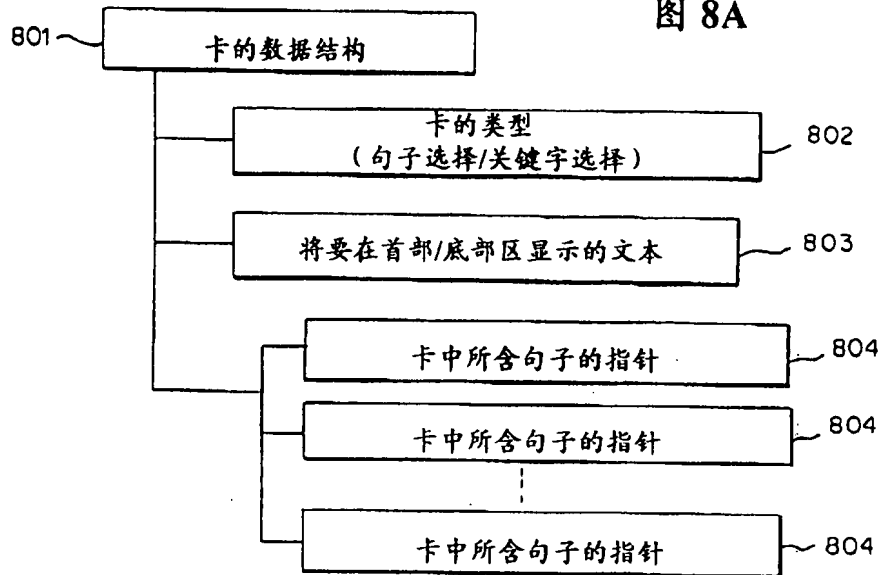 图 8A
801
卡的数据结构
卡的类型
(句子选择/关键字选择)
802
将要在首部/底部区显示的文本
803
卡中所含句子的指针
804
卡中所含句子的指针
804
卡中所含句子的指针
804